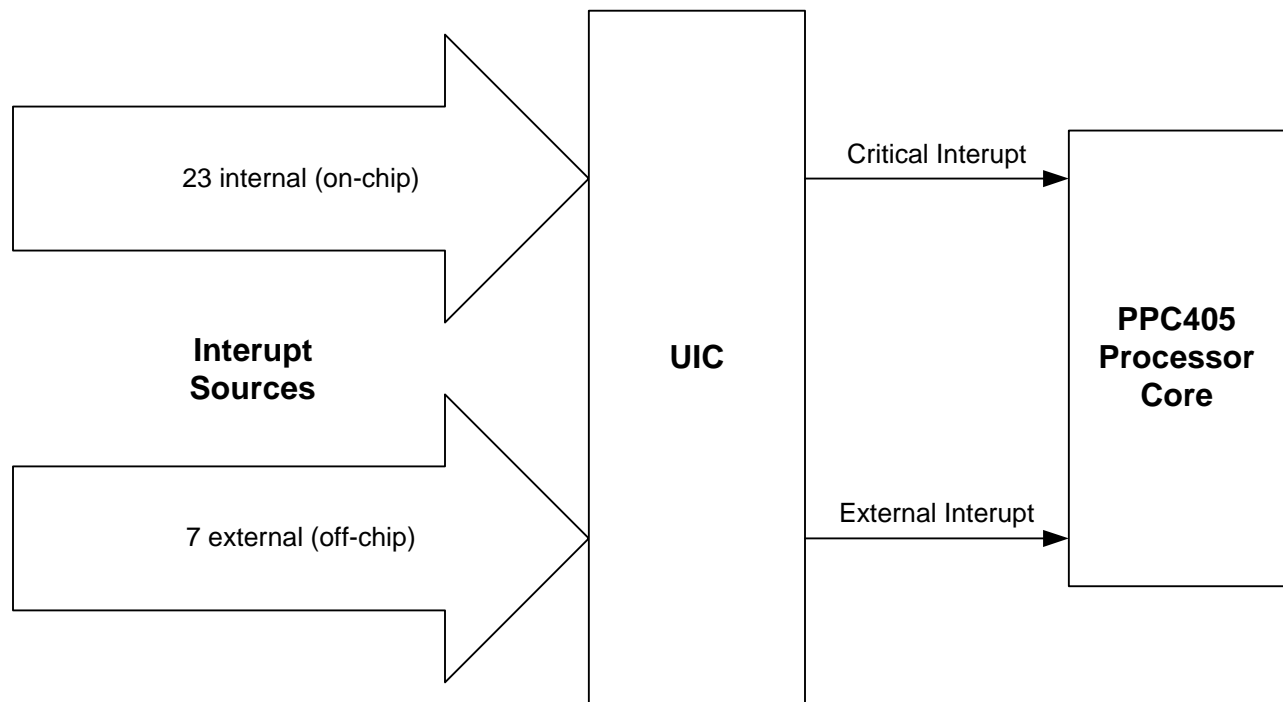 23 internal (on-chip)
Interupt
Sources
7 external (off-chip)
UIC
Critical Interupt
External Interupt
PPC405
Processor
Core